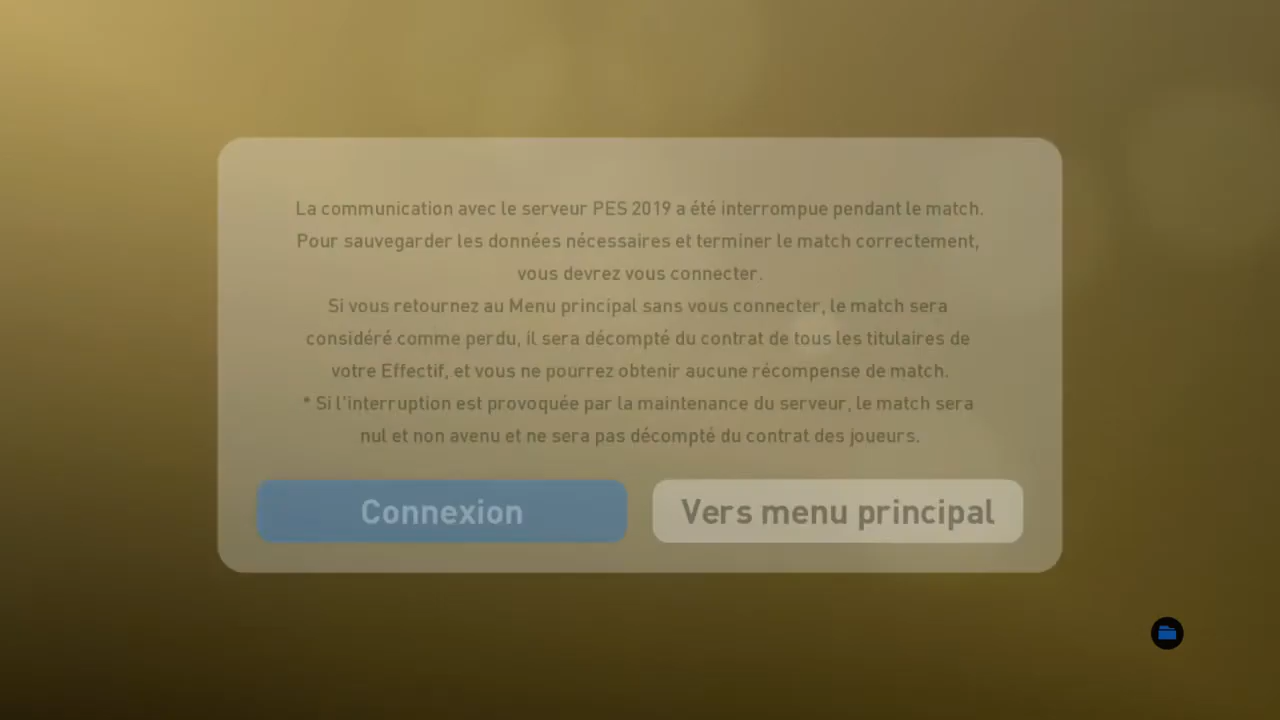 La communication avec le serveur PES 2019 a été interrompue pendant le match.
Pour sauvegarder les données nécessaires et terminer le match correctement,
vous devrez vous connecter.
Si vous retournez au Menu principal sans vous connecter, le match sera
considéré comme perdu, il sera décompté du contrat de tous les titulaires de
votre Effectif, et vous ne pourrez obtenir aucune récompense de match.
* Si l'interruption est provoquée par la maintenance du serveur, le match sera
nul et non avenu et ne sera pas décompté du contrat des joueurs.
Connexion
Vers menu principal